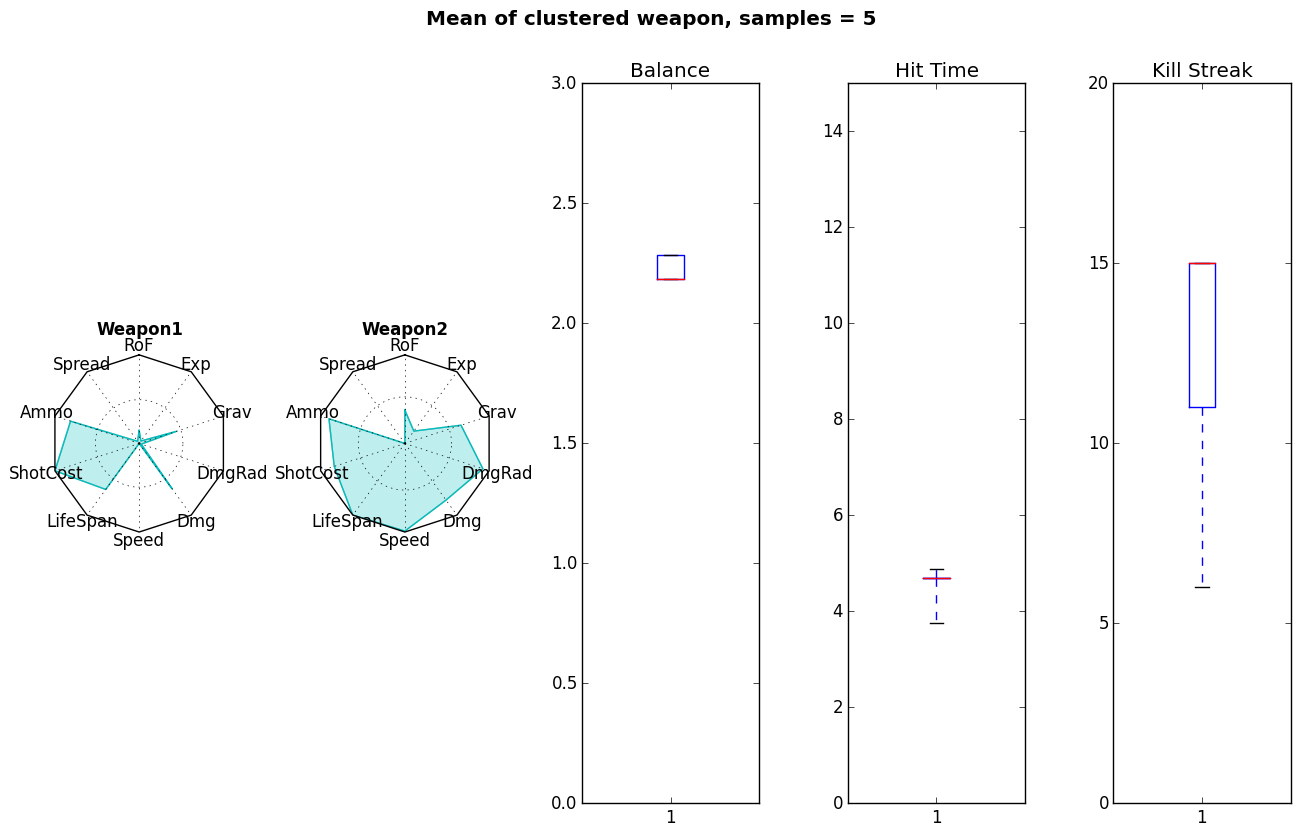 Mean of clustered weapon, samples = 5
Weapon1
RoF
Spread
Exp
Ammo
Grav
ShotCost
DmgRad
LifeSpan
Dmg
Speed
Weapon2
RoF
Spread
Exp
Ammo
Grav
ShotCost
DmgRad
LifeSpan
Dmg
Speed
Balance
3.0
2.5
2.0
1.5
1.0
0.5
0.0
1
Hit Time
14
12
10
8
6
4
2
0
1
Kill Streak
20
15
10
5
0
1